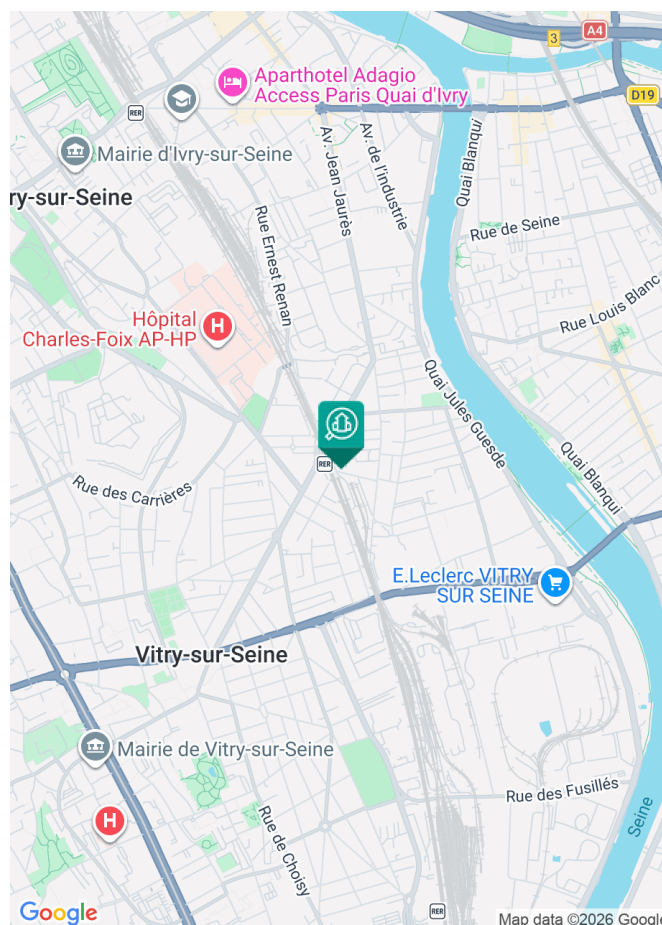 A4
3
Aparthotel Adagio
Access Paris Quai d'Ivry
D19
RER
Mairie d'Ivry-sur-Seine
Av. Jean Jaurès
Av. de l'industrie
Quai Blanqui
ry-sur-Seine
Rue Ernest Renan
Rue de Seine
Rue Louis Blanc
Hôpital
Charles-Foix AP-HP
H
Quai Jules Guesde
RER
Quai Blanqui
Rue des Carrières
E.Leclerc VITRY
SUR SEINE
Vitry-sur-Seine
Mairie de Vitry-sur-Seine
Rue des Fusillés
H
Rue de Choisy
Seine
RER
Google
Map data ©2026 Google